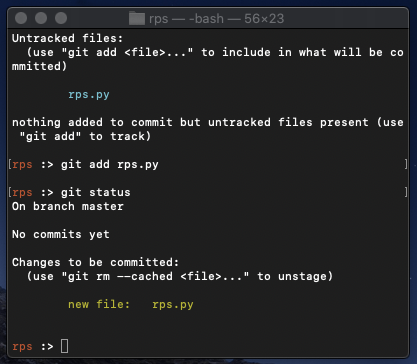 rps — -bash — 56×23
Untracked files:
  (use "git add <file>..." to include in what will be co
mmitted)
        rps.py
nothing added to commit but untracked files present (use
 "git add" to track)
[rps :> git add rps.py ]
[rps :> git status ]
On branch master
No commits yet
Changes to be committed:
  (use "git rm --cached <file>..." to unstage)
        new file:   rps.py
rps :>